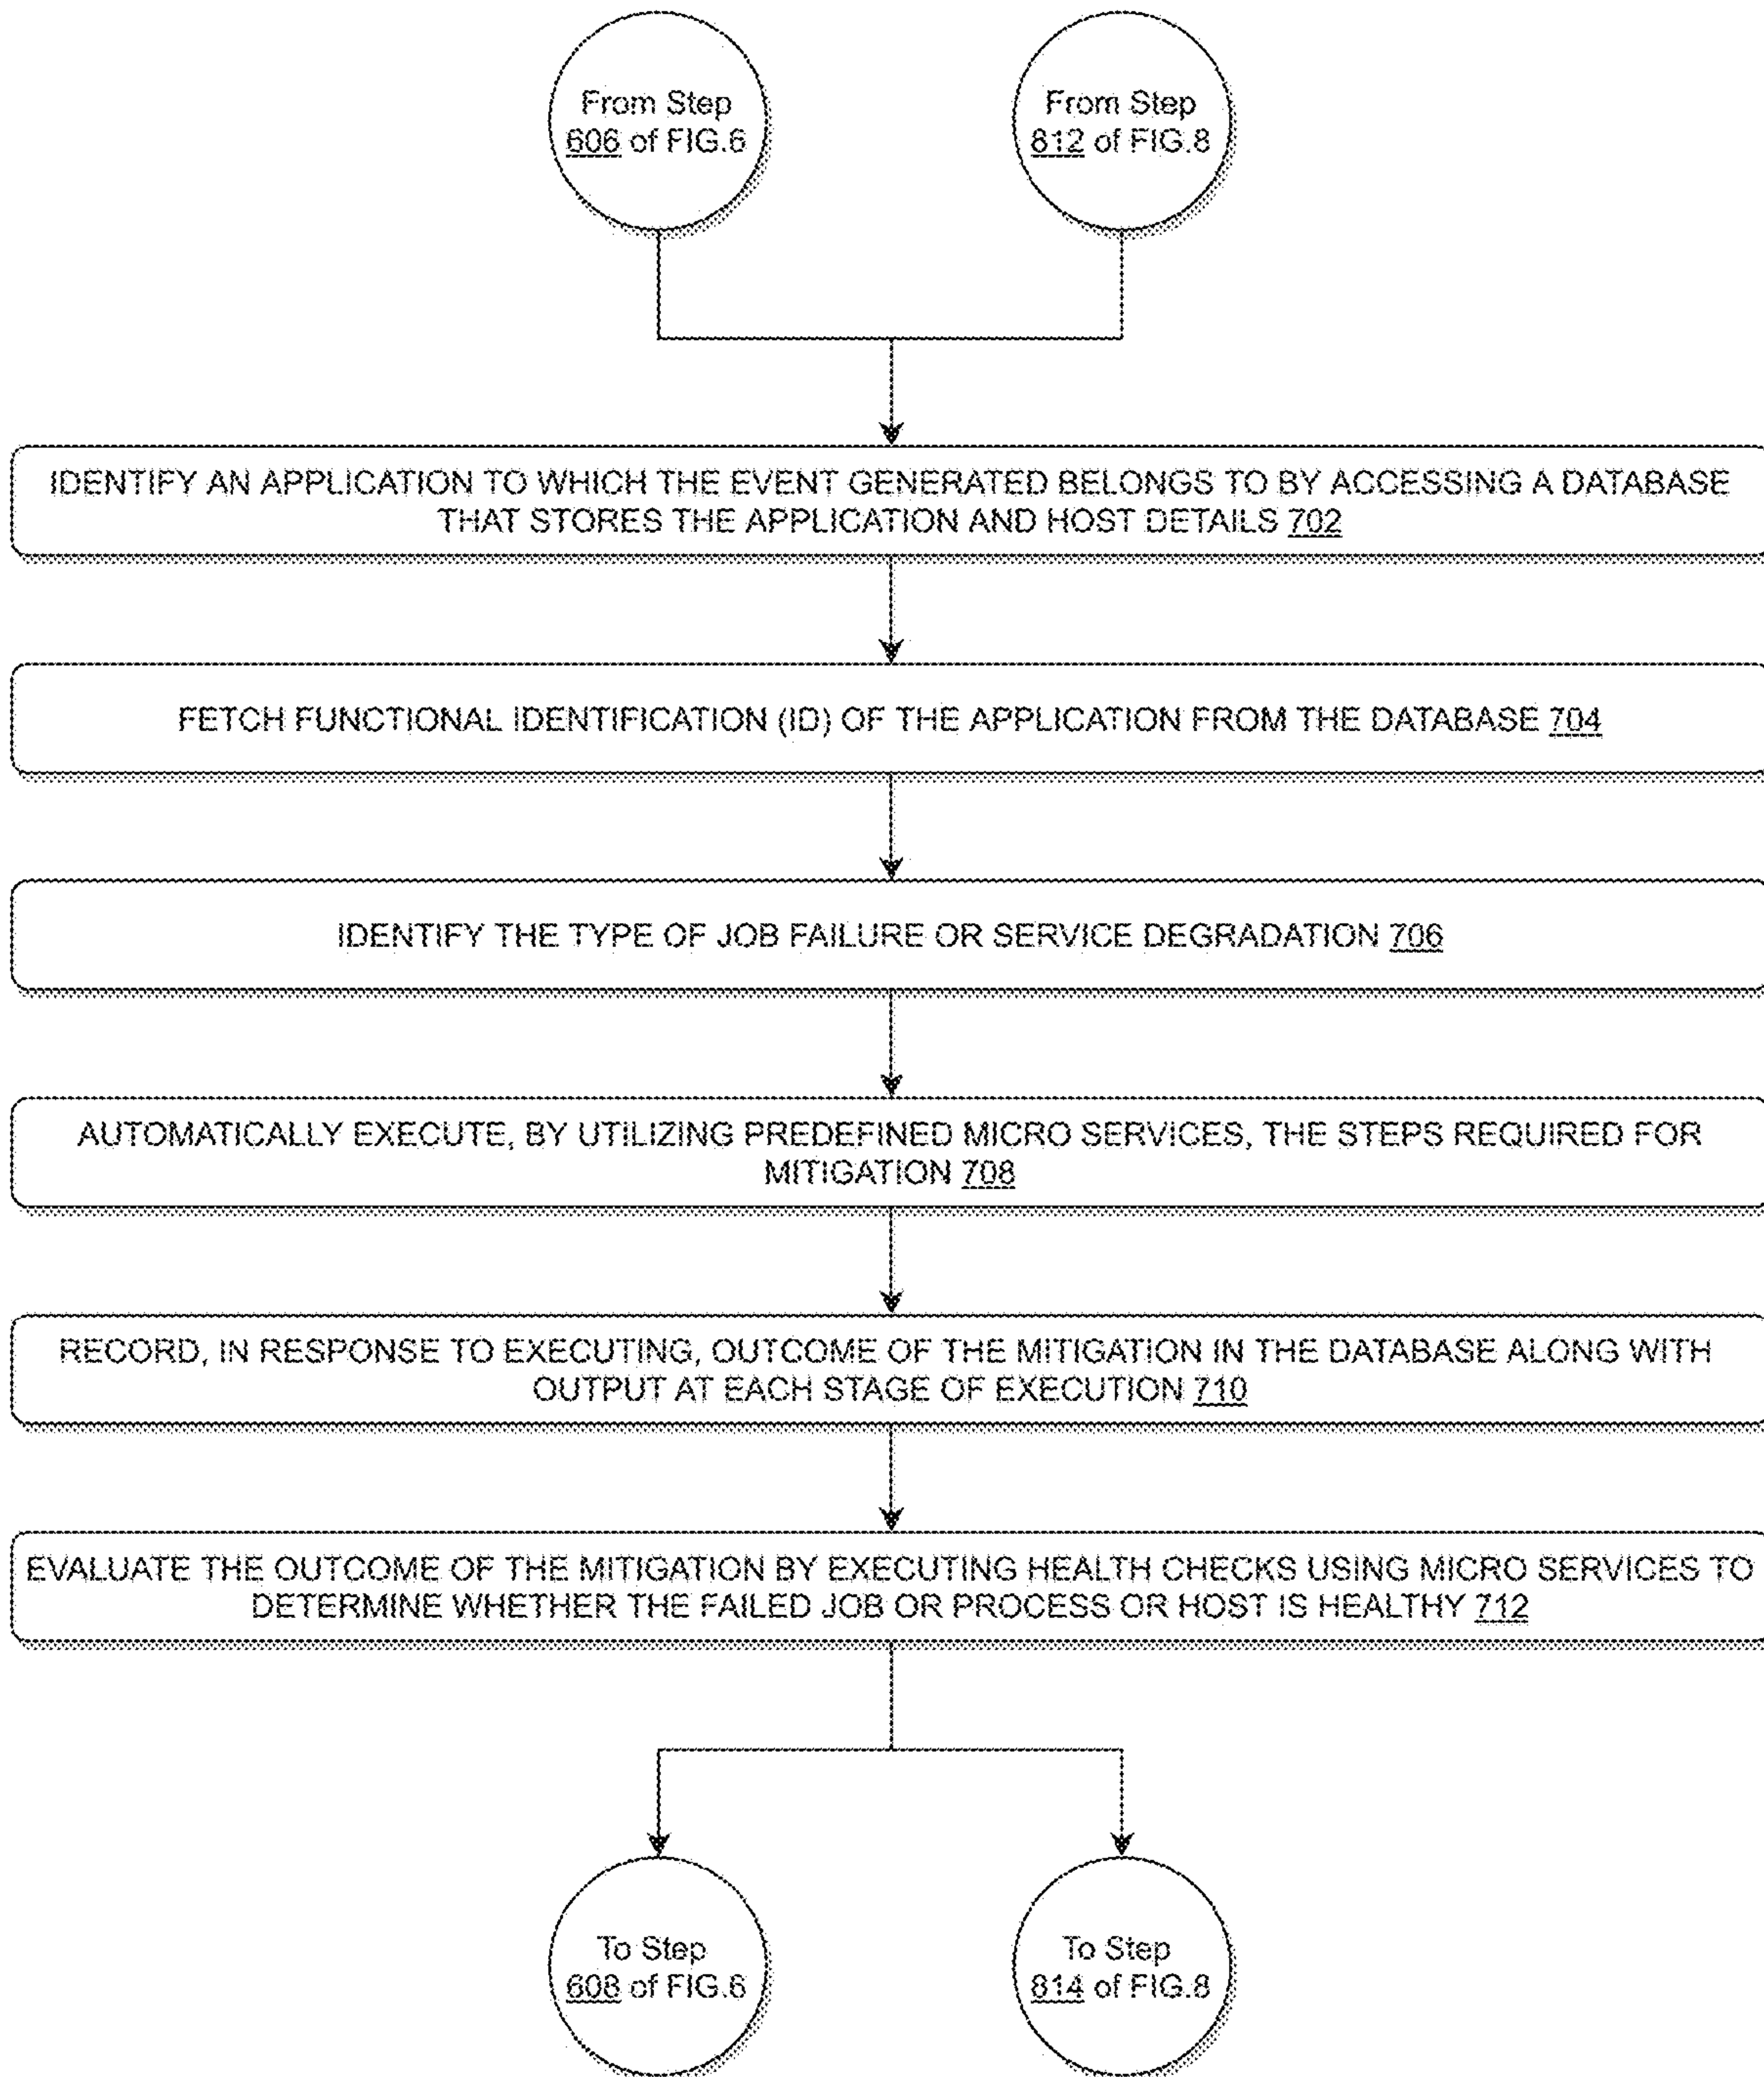 From Step
606 of FIG.6
From Step
812 of FIG.8
IDENTIFY AN APPLICATION TO WHICH THE EVENT GENERATED BELONGS TO BY ACCESSING A DATABASE
THAT STORES THE APPLICATION AND HOST DETAILS 702
FETCH FUNCTIONAL IDENTIFICATION (ID) OF THE APPLICATION FROM THE DATABASE 704
IDENTIFY THE TYPE OF JOB FAILURE OR SERVICE DEGRADATION 706
AUTOMATICALLY EXECUTE, BY UTILIZING PREDEFINED MICRO SERVICES, THE STEPS REQUIRED FOR
MITIGATION 708
RECORD, IN RESPONSE TO EXECUTING, OUTCOME OF THE MITIGATION IN THE DATABASE ALONG WITH
OUTPUT AT EACH STAGE OF EXECUTION 710
EVALUATE THE OUTCOME OF THE MITIGATION BY EXECUTING HEALTH CHECKS USING MICRO SERVICES TO
DETERMINE WHETHER THE FAILED JOB OR PROCESS OR HOST IS HEALTHY 712
To Step
608 of FIG.6
To Step
814 of FIG.8